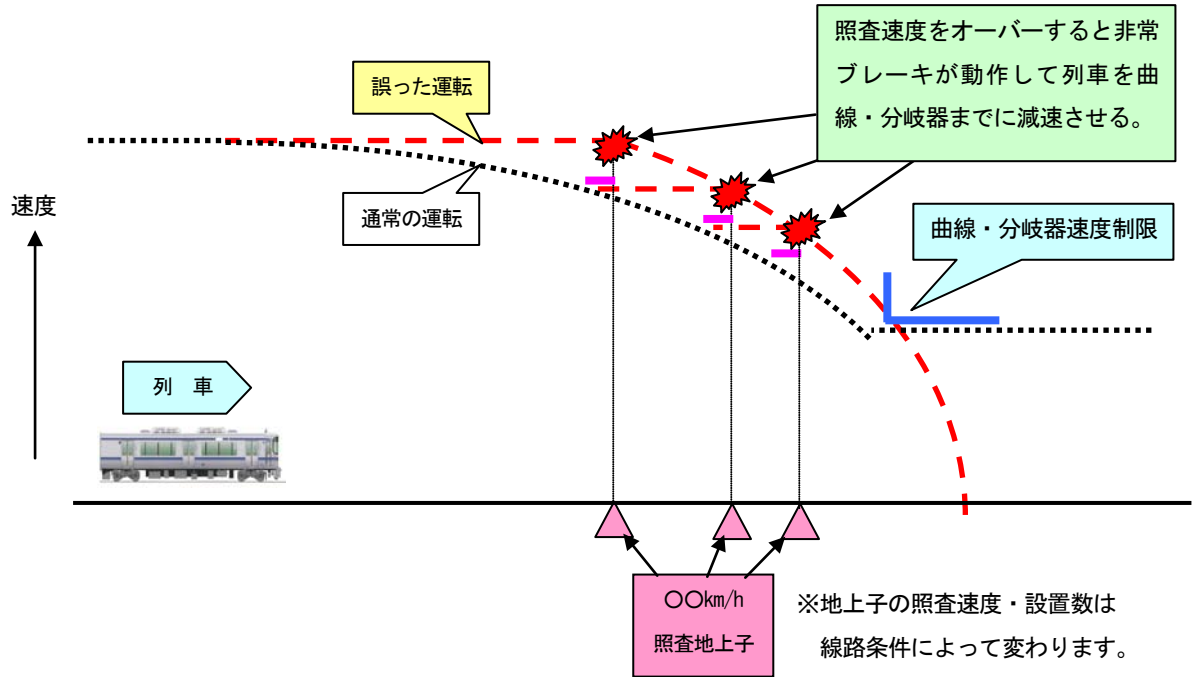 照査速度をオーバーすると非常
ブレーキが動作して列車を曲
線・分岐器までに減速させる。
誤った運転
速度
通常の運転
曲線・分岐器速度制限
列　車
○○km/h
照査地上子
※地上子の照査速度・設置数は
線路条件によって変わります。